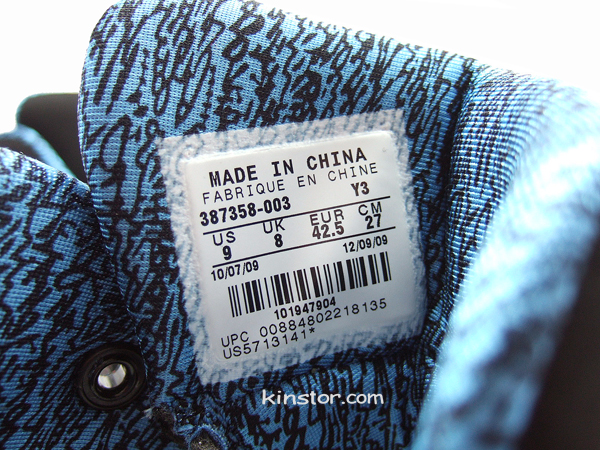 MADE IN CHINA
FABRIQUE EN CHINE
387358-003 Y3
US UK EUR CM
9 8 42.5 27
10/07/09 12/09/09
101947904
UPC 00884802218135
US5713141*
kinstor.com